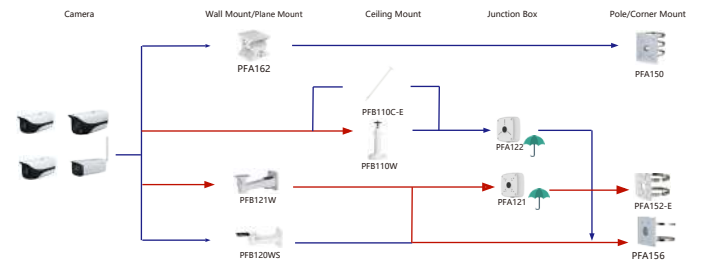 Camera Wall Mount/Plane Mount Ceiling Mount Junction Box Pole/Corner Mount
PFA162
PFA150
PFB110C-E
PFA122
PFB110W
PFB121W
PFA121
PFA152-E
PFB120WS
PFA156